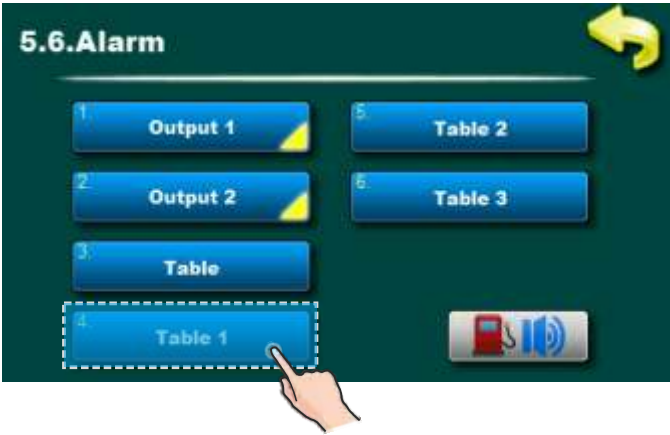 5.6.Alarm
1. Output 1
2. Output 2
3. Table
4. Table 1
5. Table 2
6. Table 3